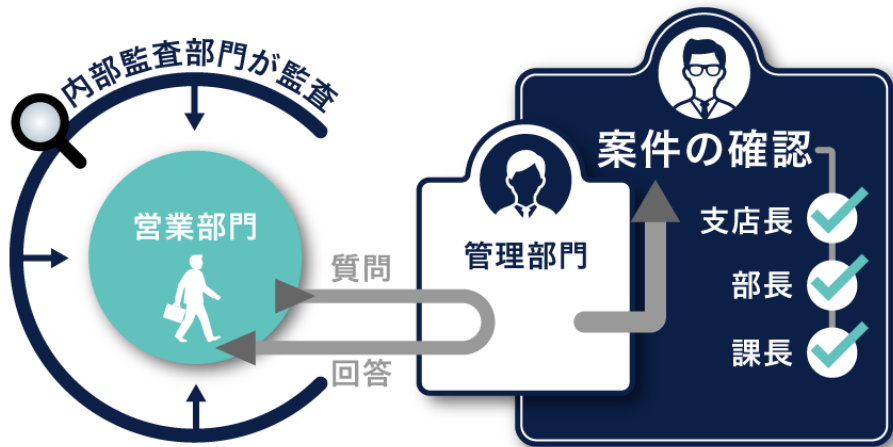 内部監査部門が監査
営業部門
質問
回答
管理部門
案件の確認
支店長
部長
課長